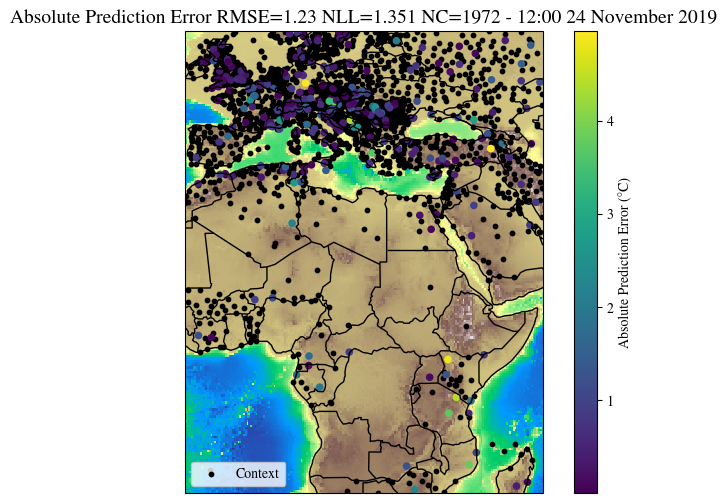 Absolute Prediction Error RMSE=1.23 NLL=1.351 NC=1972 - 12:00 24 November 2019
4
3
2
1
Absolute Prediction Error (°C)
Context